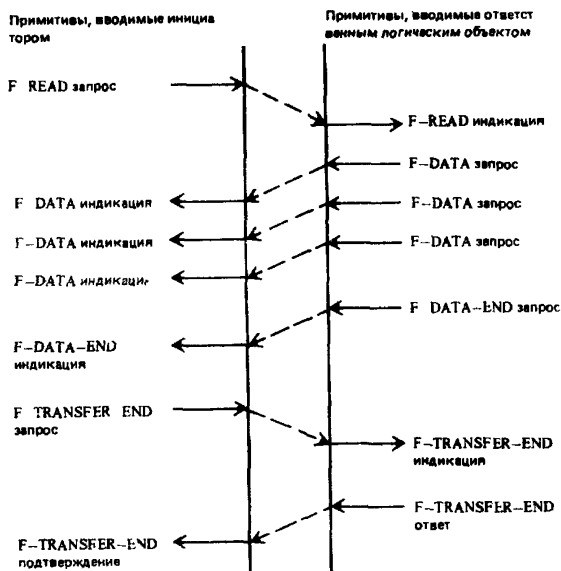 Примитивы, вводимые инициа
тором
Примитивы, вводимые ответст
венным логическим объектом
F READ запрос
F–READ индикация
F–DATA запрос
F DATA индикация
F–DATA запрос
F–DATA индикация
F–DATA запрос
F–DATA индикация
F DATA–END запрос
F–DATA–END
индикация
F TRANSFER END
запрос
F–TRANSFER–END
индикация
F–TRANSFER–END
ответ
F–TRANSFER–END
подтверждение